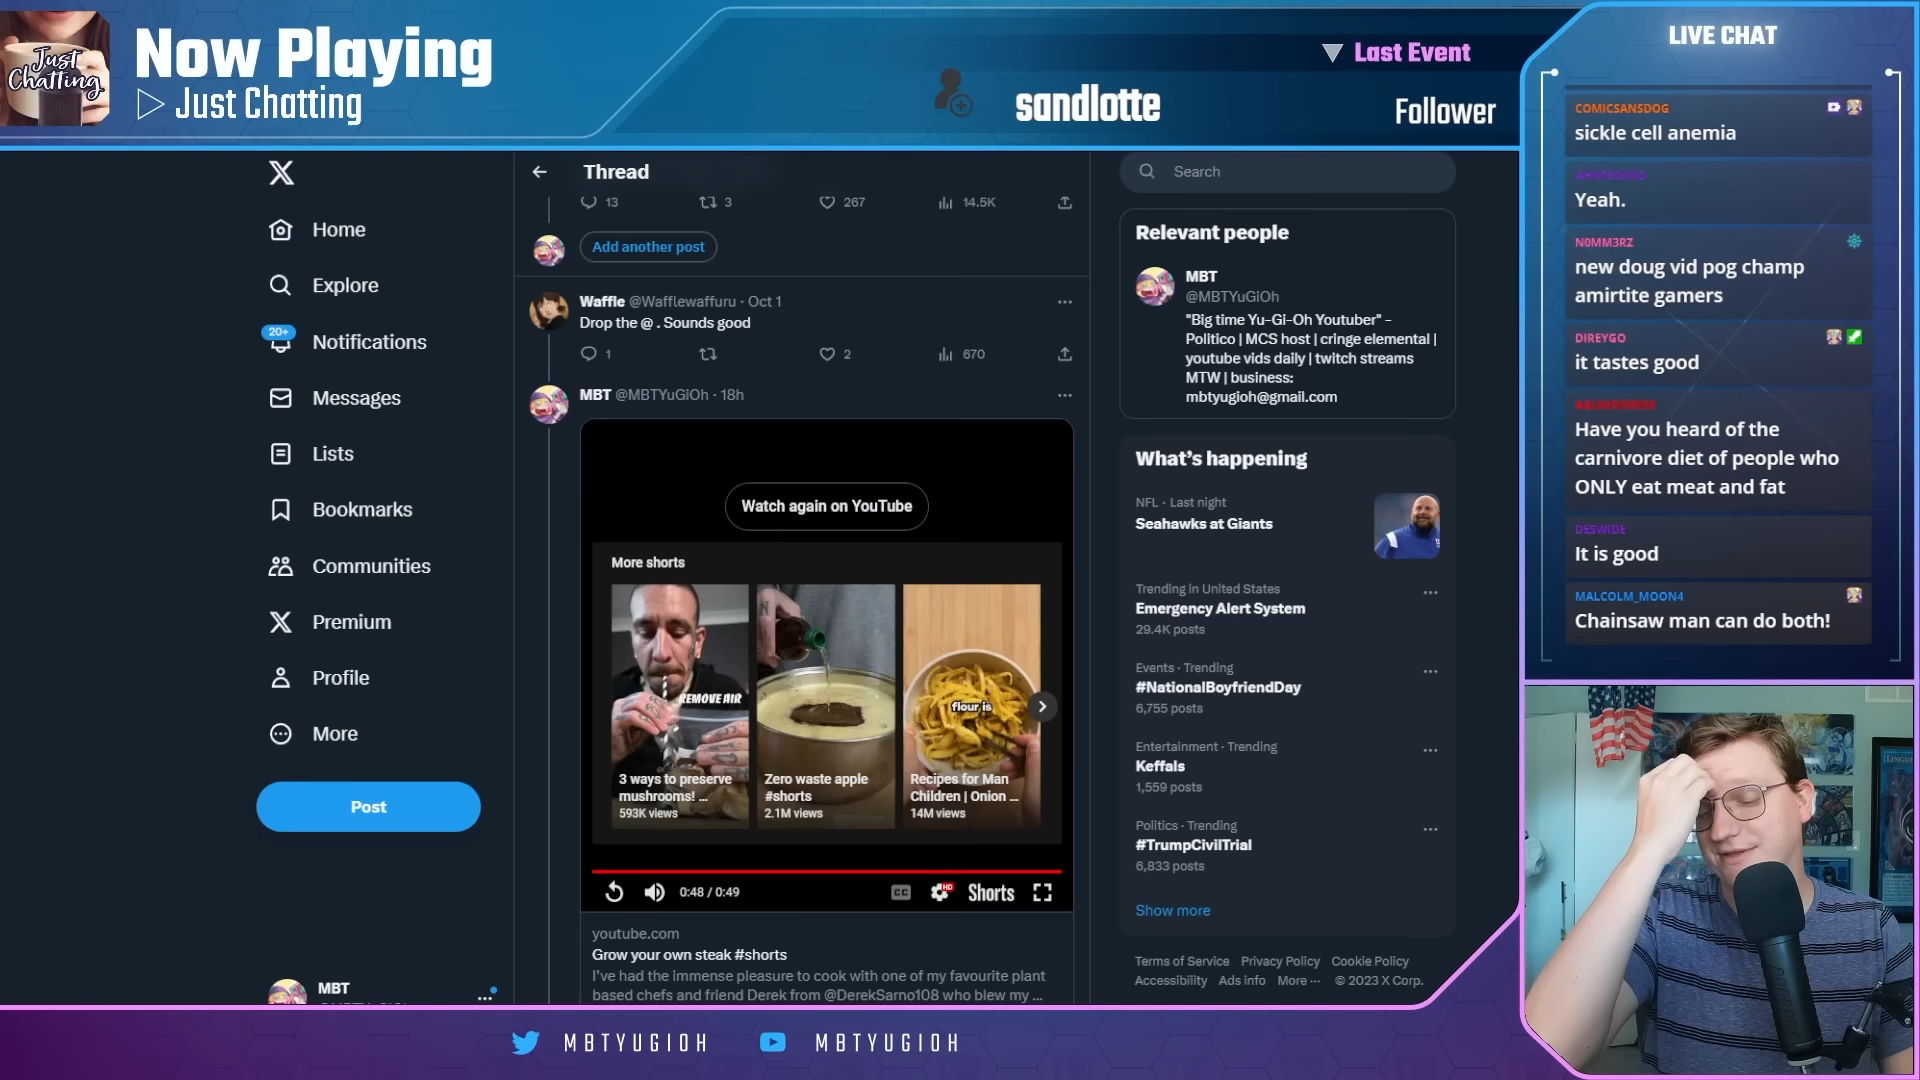 Just
Chatting
Now Playing
Just Chatting
Last Event
sandlotte
Follower
LIVE CHAT
COMICSANSDOG
sickle cell anemia
Yeah.
N0MM3RZ
new doug vid pog champ
amirtite gamers
DIREYGO
it tastes good
Have you heard of the
carnivore diet of people who
ONLY eat meat and fat
DESWIDE
It is good
MALCOLM_MOON4
Chainsaw man can do both!
Home
Explore
20+
Notifications
Messages
Lists
Bookmarks
Communities
Premium
Profile
More
Post
MBT
Thread
13
3
267
14.5K
Add another post
Waffle @Wafflewaffuru · Oct 1
Drop the @ . Sounds good
1
2
670
MBT @MBTYuGiOh · 18h
Watch again on YouTube
More shorts
REMOVE AIR
3 ways to preserve
mushrooms! ...
593K views
Zero waste apple
#shorts
2.1M views
flour is
Recipes for Man
Children | Onion ...
14M views
0:48 / 0:49
CC
HD
Shorts
youtube.com
Grow your own steak #shorts
I've had the immense pleasure to cook with one of my favourite plant
based chefs and friend Derek from @DerekSarno108 who blew my ...
Search
Relevant people
MBT
@MBTYuGiOh
"Big time Yu-Gi-Oh Youtuber" -
Politico | MCS host | cringe elemental |
youtube vids daily | twitch streams
MTW | business:
mbtyugioh@gmail.com
What's happening
NFL · Last night
Seahawks at Giants
Trending in United States
Emergency Alert System
29.4K posts
Events · Trending
#NationalBoyfriendDay
6,755 posts
Entertainment · Trending
Keffals
1,559 posts
Politics · Trending
#TrumpCivilTrial
6,833 posts
Show more
Terms of Service Privacy Policy Cookie Policy
Accessibility Ads info More ··· © 2023 X Corp.
MBTYUGIOH
MBTYUGIOH